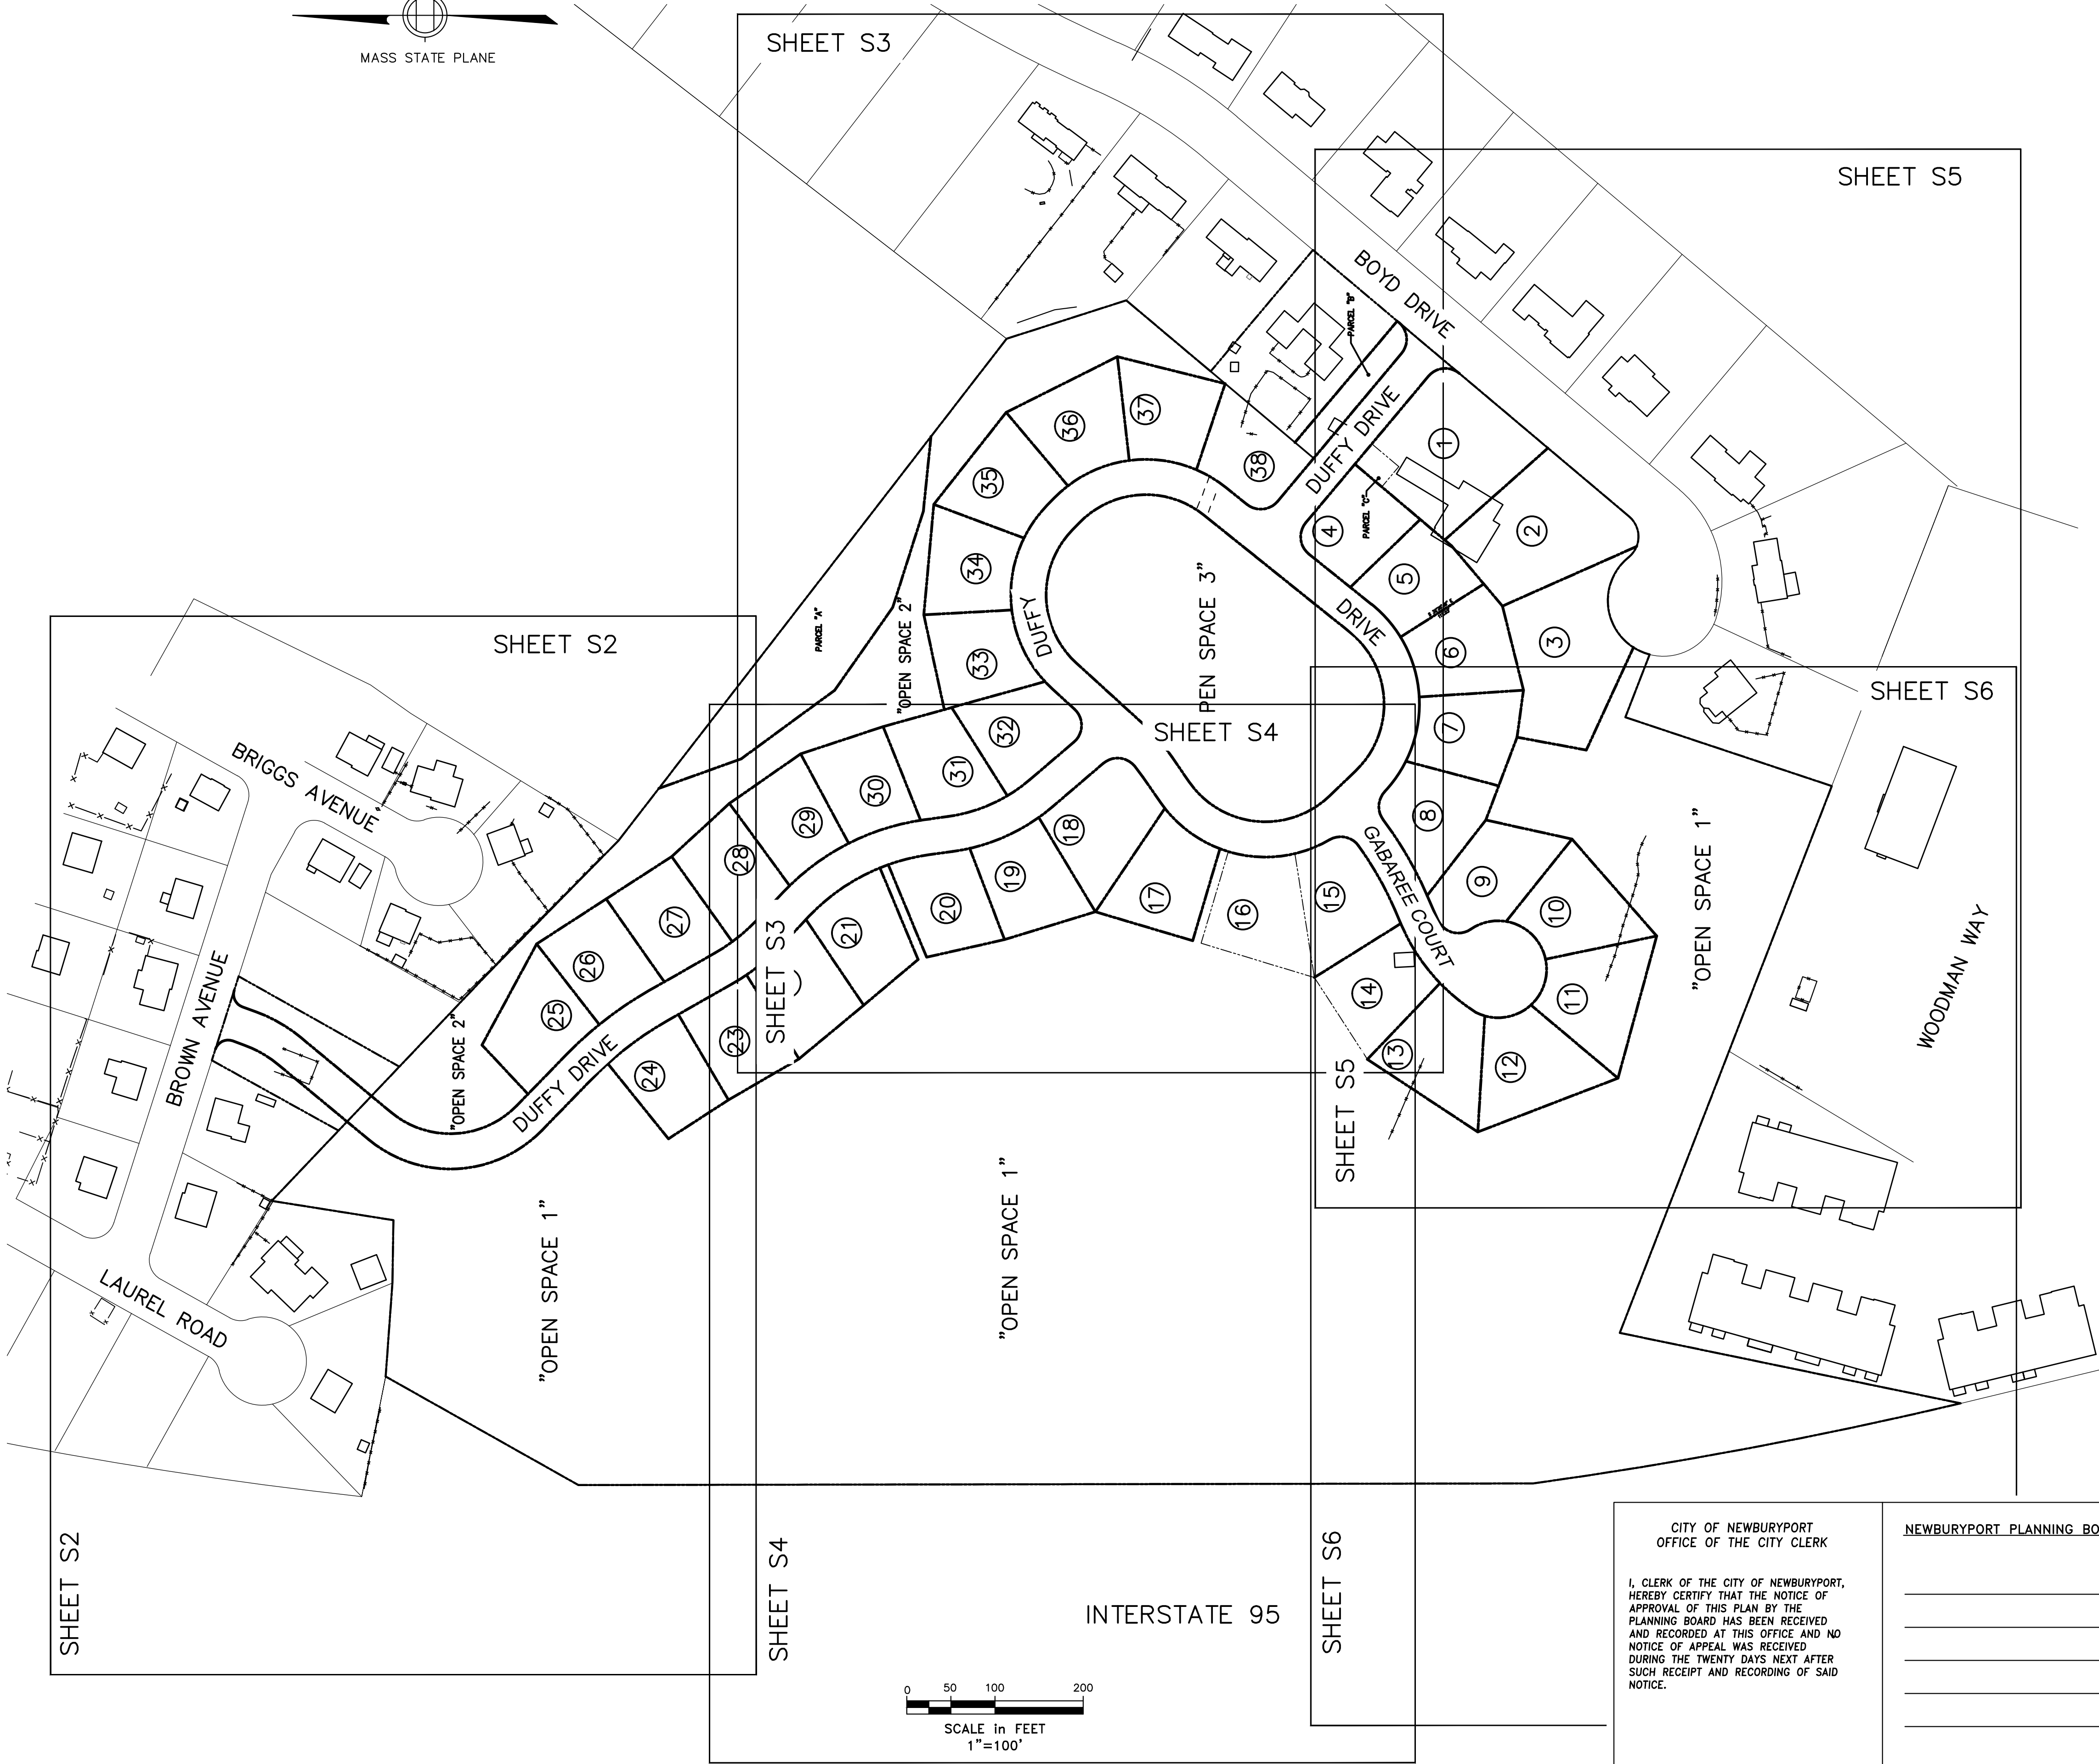 MASS STATE PLANE
SHEET S3
SHEET S5
BOYD DRIVE
PARCEL "B"
DUFFY DRIVE
PARCEL "C"
1
2
3
4
5
6
7
8
9
10
11
12
13
14
15
16
17
18
19
20
21
23
24
25
26
27
28
29
30
31
32
33
34
35
36
37
38
DUFFY
DRIVE
PEN SPACE 3"
"OPEN SPACE 2"
PARCEL "A"
SHEET S2
SHEET S6
SHEET S4
BRIGGS AVENUE
BROWN AVENUE
GABAREE COURT
"OPEN SPACE 1"
WOODMAN WAY
SHEET S3
SHEET S5
"OPEN SPACE 2"
DUFFY DRIVE
"OPEN SPACE 1"
"OPEN SPACE 1"
LAUREL ROAD
SHEET S2
SHEET S4
SHEET S6
INTERSTATE 95
0 50 100 200
SCALE in FEET
1"=100'
CITY OF NEWBURYPORT
OFFICE OF THE CITY CLERK
I, CLERK OF THE CITY OF NEWBURYPORT,
HEREBY CERTIFY THAT THE NOTICE OF
APPROVAL OF THIS PLAN BY THE
PLANNING BOARD HAS BEEN RECEIVED
AND RECORDED AT THIS OFFICE AND NO
NOTICE OF APPEAL WAS RECEIVED
DURING THE TWENTY DAYS NEXT AFTER
SUCH RECEIPT AND RECORDING OF SAID
NOTICE.
NEWBURYPORT PLANNING BO